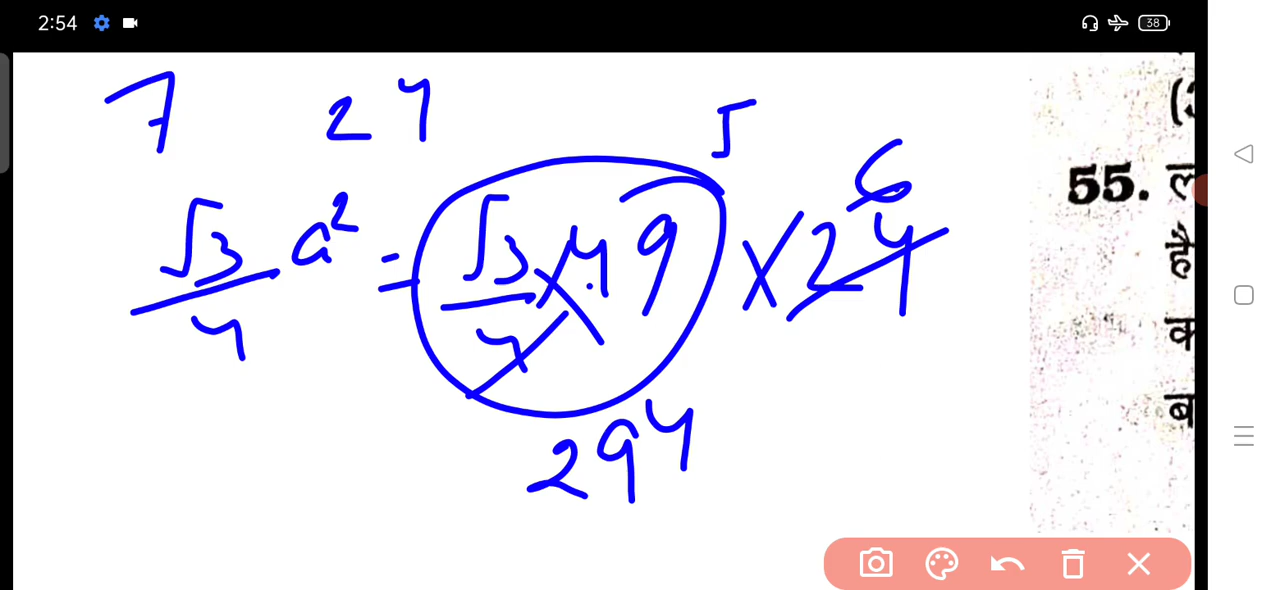 2:54 38
7 24 5
6
√3/4 a² = √3/4 × 49 × 24
294
55.